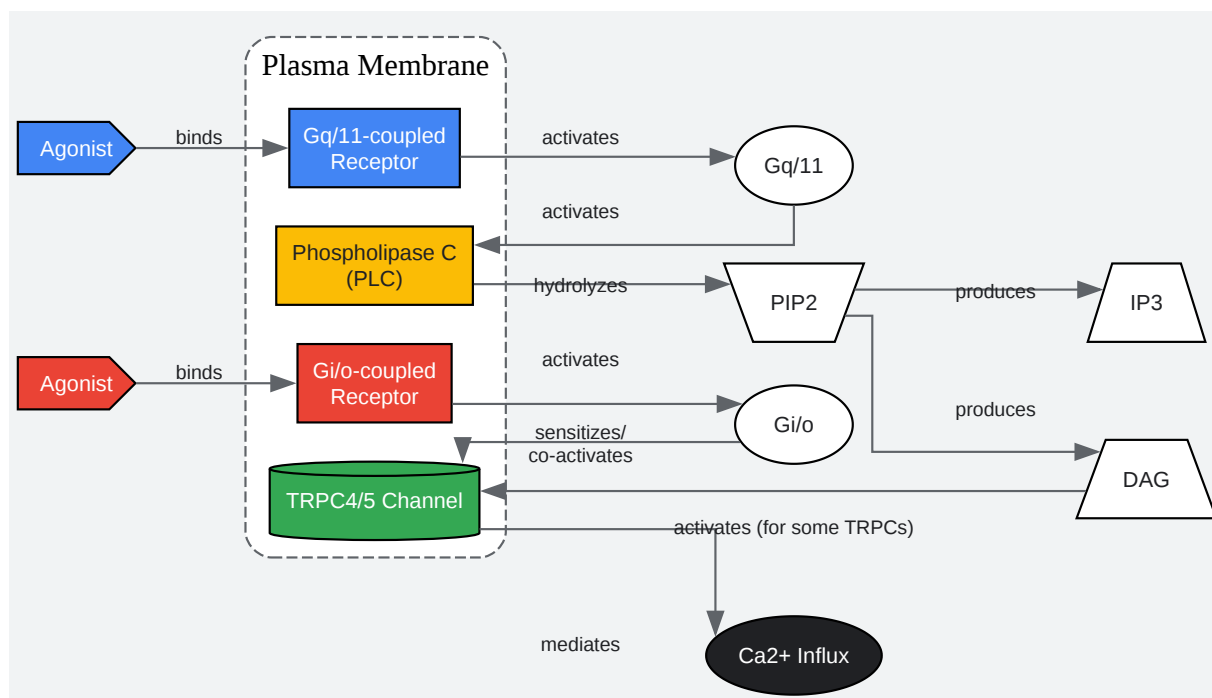 Plasma Membrane
Agonist
binds
Gq/11-coupled
Receptor
activates
Gq/11
activates
Phospholipase C
(PLC)
hydrolyzes
PIP2
produces
IP3
Agonist
binds
Gi/o-coupled
Receptor
activates
Gi/o
produces
sensitizes/
co-activates
DAG
TRPC4/5 Channel
activates (for some TRPCs)
mediates
Ca2+ Influx